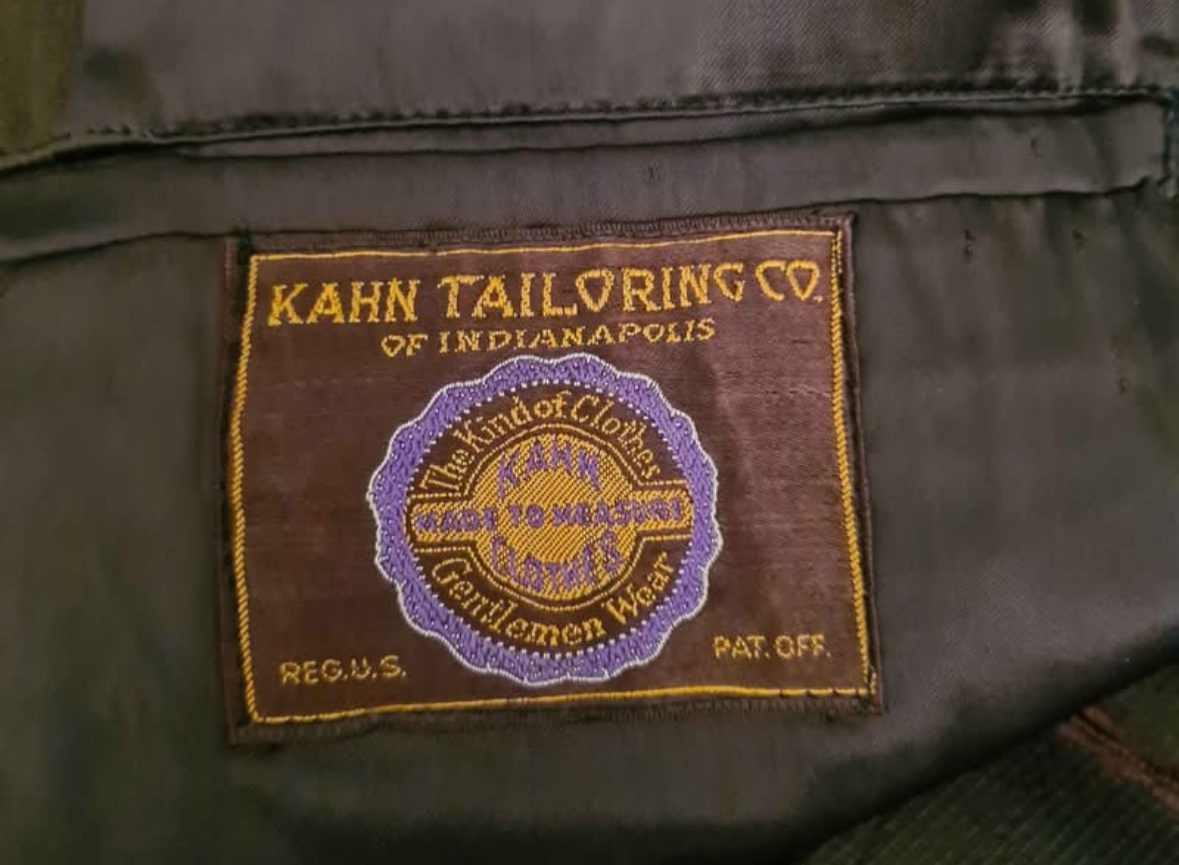 KAHN TAILORING CO.
OF INDIANAPOLIS
The Kind of Clothes
KAHN
MADE TO MEASURE
CLOTHES
Gentlemen Wear
REG.U.S. PAT. OFF.